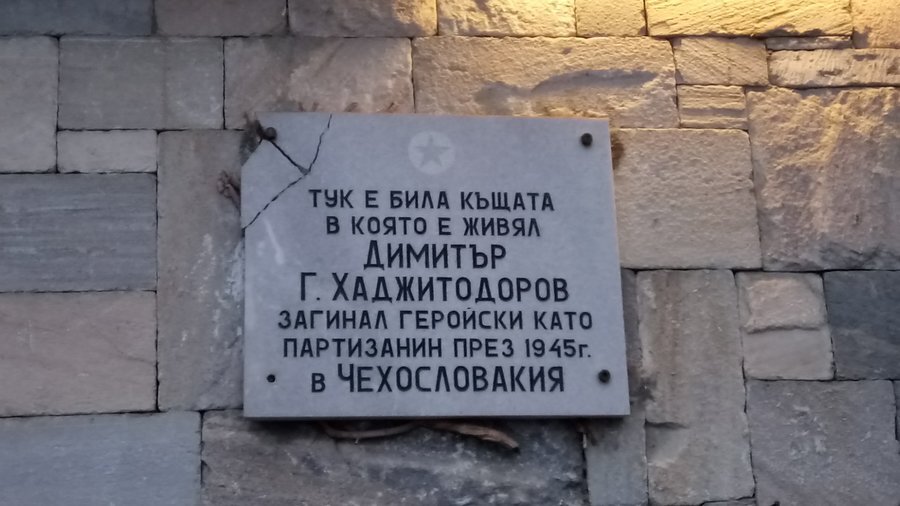 ТУК Е БИЛА КЪЩАТА
В КОЯТО Е ЖИВЯЛ
ДИМИТЪР
Г. ХАДЖИТОДОРОВ
ЗАГИНАЛ ГЕРОЙСКИ КАТО
ПАРТИЗАНИН ПРЕЗ 1945г.
в ЧЕХОСЛОВАКИЯ